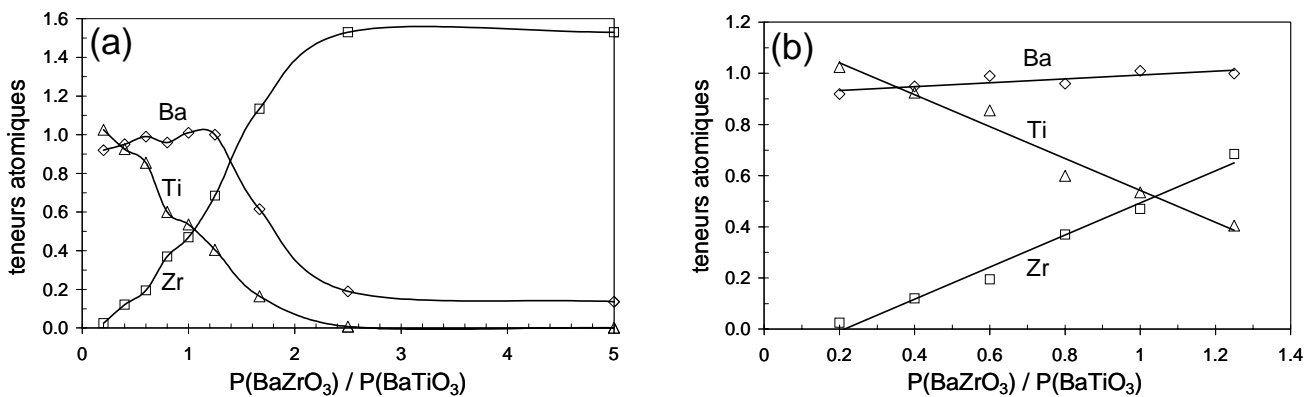 (a)
1.6
1.4
1.2
1.0
0.8
0.6
0.4
0.2
0.0
teneurs atomiques
Ba
Ti
Zr
0 1 2 3 4 5
P(BaZrO₃) / P(BaTiO₃)
(b)
1.2
1.0
0.8
0.6
0.4
0.2
0.0
teneurs atomiques
Ba
Ti
Zr
0 0.2 0.4 0.6 0.8 1 1.2 1.4
P(BaZrO₃) / P(BaTiO₃)